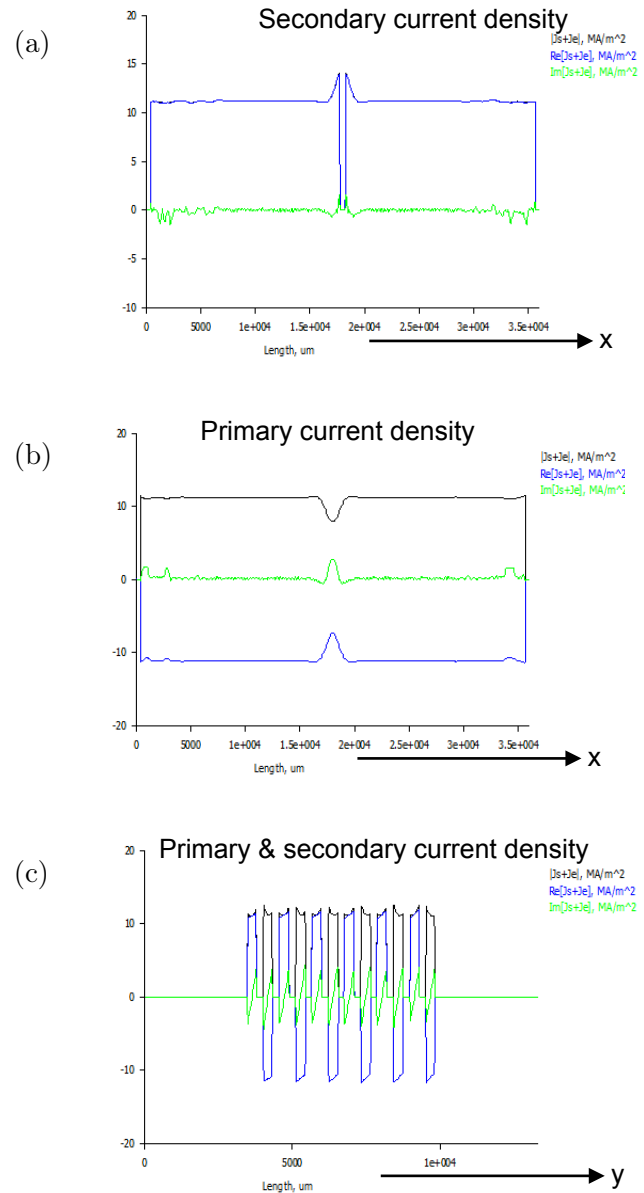 Secondary current density
(a)
|Js+Je|, MA/m^2
Re[Js+Je], MA/m^2
Im[Js+Je], MA/m^2
20
15
10
5
0
-5
-10
0 5000 1e+004 1.5e+004 2e+004 2.5e+004 3e+004 3.5e+004
Length, um
x
Primary current density
(b)
|Js+Je|, MA/m^2
Re[Js+Je], MA/m^2
Im[Js+Je], MA/m^2
20
10
0
-10
-20
0 5000 1e+004 1.5e+004 2e+004 2.5e+004 3e+004 3.5e+004
Length, um
x
Primary & secondary current density
(c)
|Js+Je|, MA/m^2
Re[Js+Je], MA/m^2
Im[Js+Je], MA/m^2
20
10
0
-10
-20
0 5000 1e+004
Length, um
y